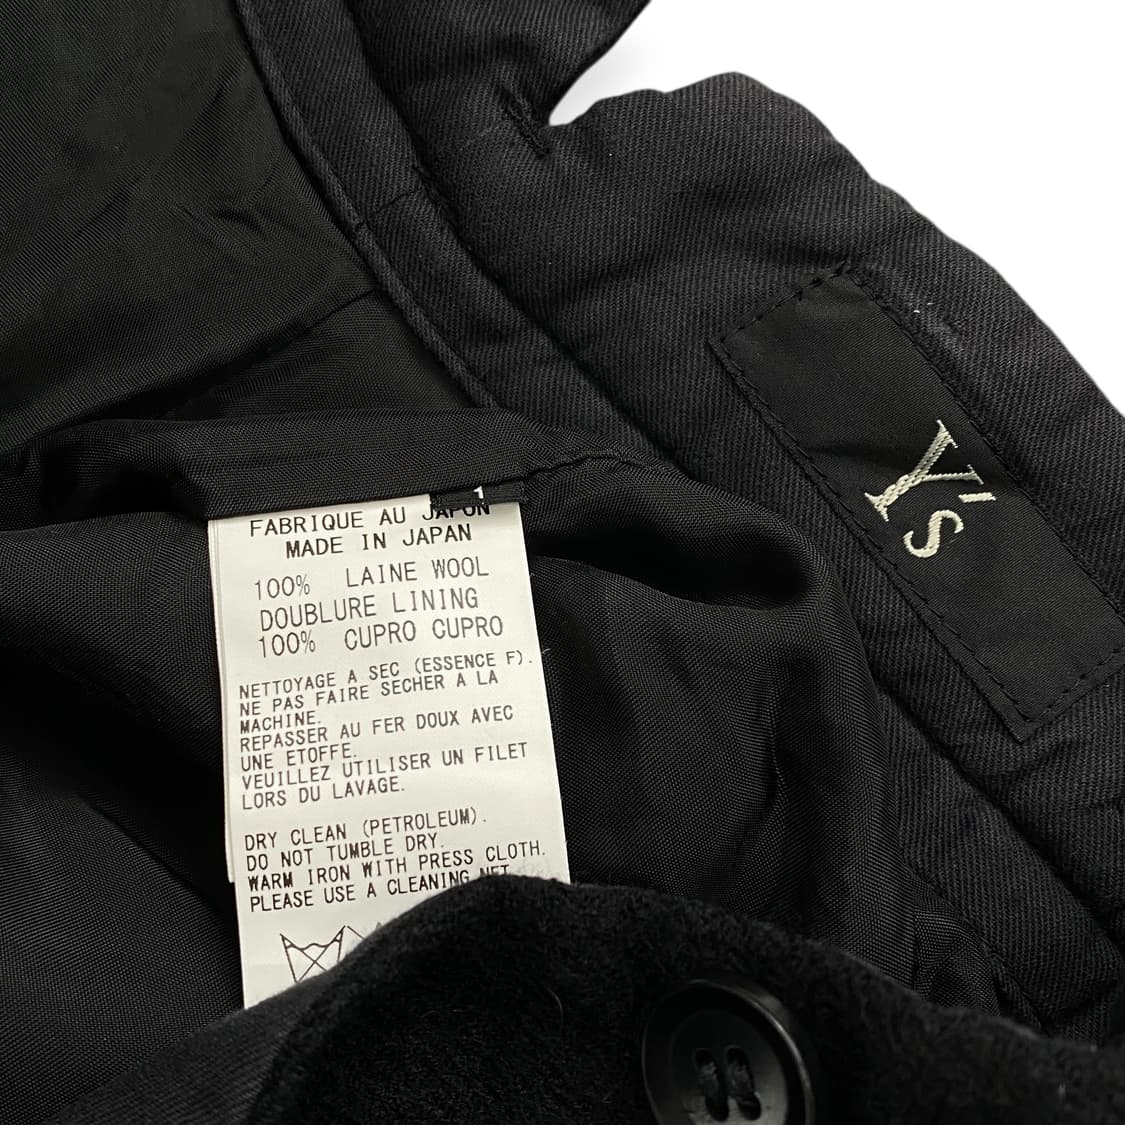 1
FABRIQUE AU JAPON
MADE IN JAPAN
100% LAINE WOOL
DOUBLURE LINING
100% CUPRO CUPRO
NETTOYAGE A SEC (ESSENCE F).
NE PAS FAIRE SECHER A LA
MACHINE.
REPASSER AU FER DOUX AVEC
UNE ETOFFE.
VEUILLEZ UTILISER UN FILET
LORS DU LAVAGE.
DRY CLEAN (PETROLEUM).
DO NOT TUMBLE DRY.
WARM IRON WITH PRESS CLOTH.
PLEASE USE A CLEANING NET
Y's